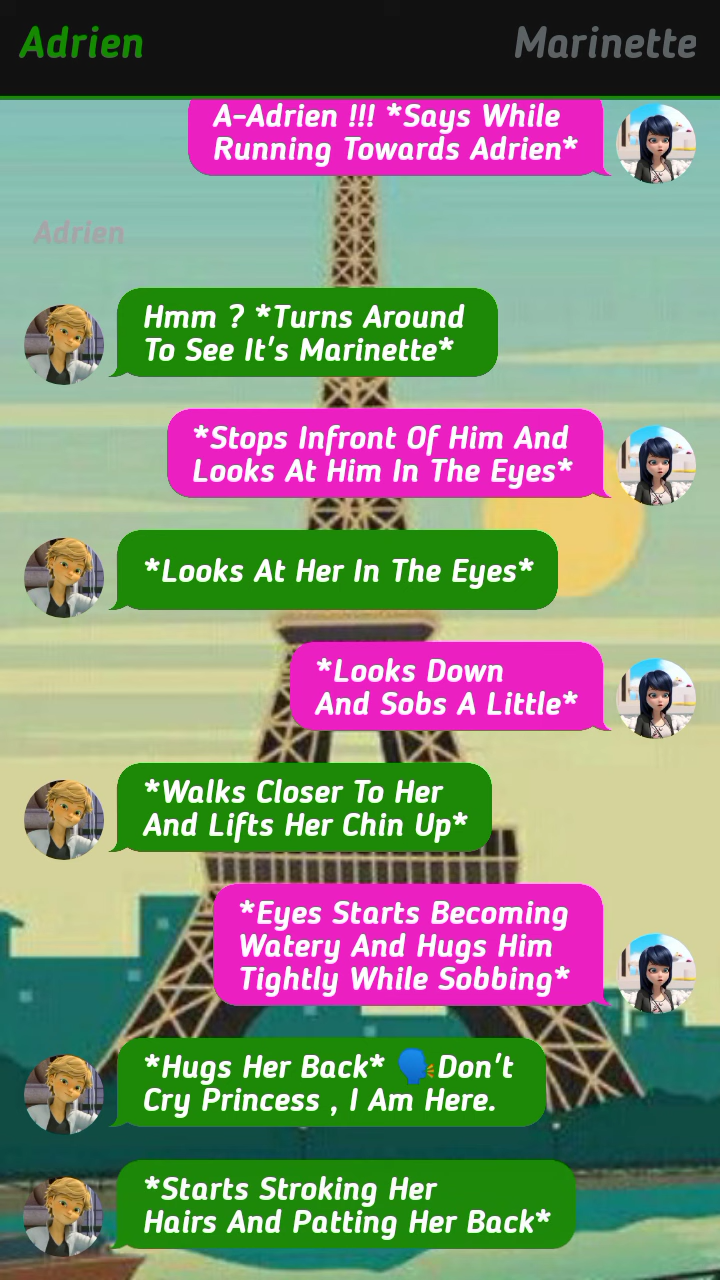 Adrien
Marinette
A-Adrien !!! *Says While
Running Towards Adrien*
Adrien
Hmm ? *Turns Around
To See It's Marinette*
*Stops Infront Of Him And
Looks At Him In The Eyes*
*Looks At Her In The Eyes*
*Looks Down
And Sobs A Little*
*Walks Closer To Her
And Lifts Her Chin Up*
*Eyes Starts Becoming
Watery And Hugs Him
Tightly While Sobbing*
*Hugs Her Back* 🗣Don't
Cry Princess , I Am Here.
*Starts Stroking Her
Hairs And Patting Her Back*